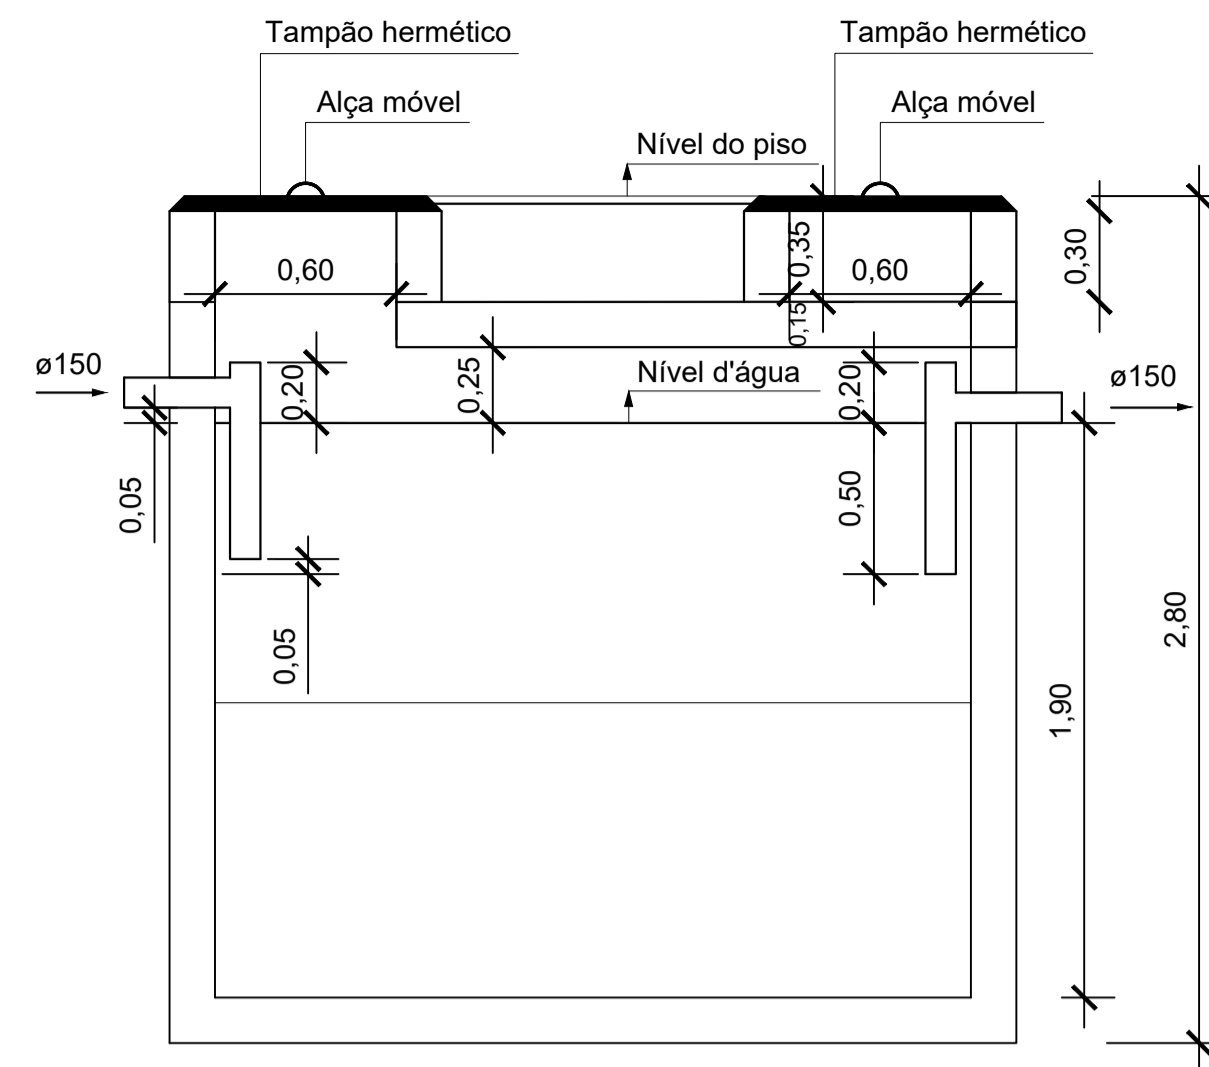 Tampão hermético
Tampão hermético
Alça móvel
Alça móvel
Nível do piso
0,60
0,35
0,60
0,30
0,15
ø150
0,20
0,25
Nível d'água
0,20
ø150
0,05
0,50
0,05
2,80
1,90